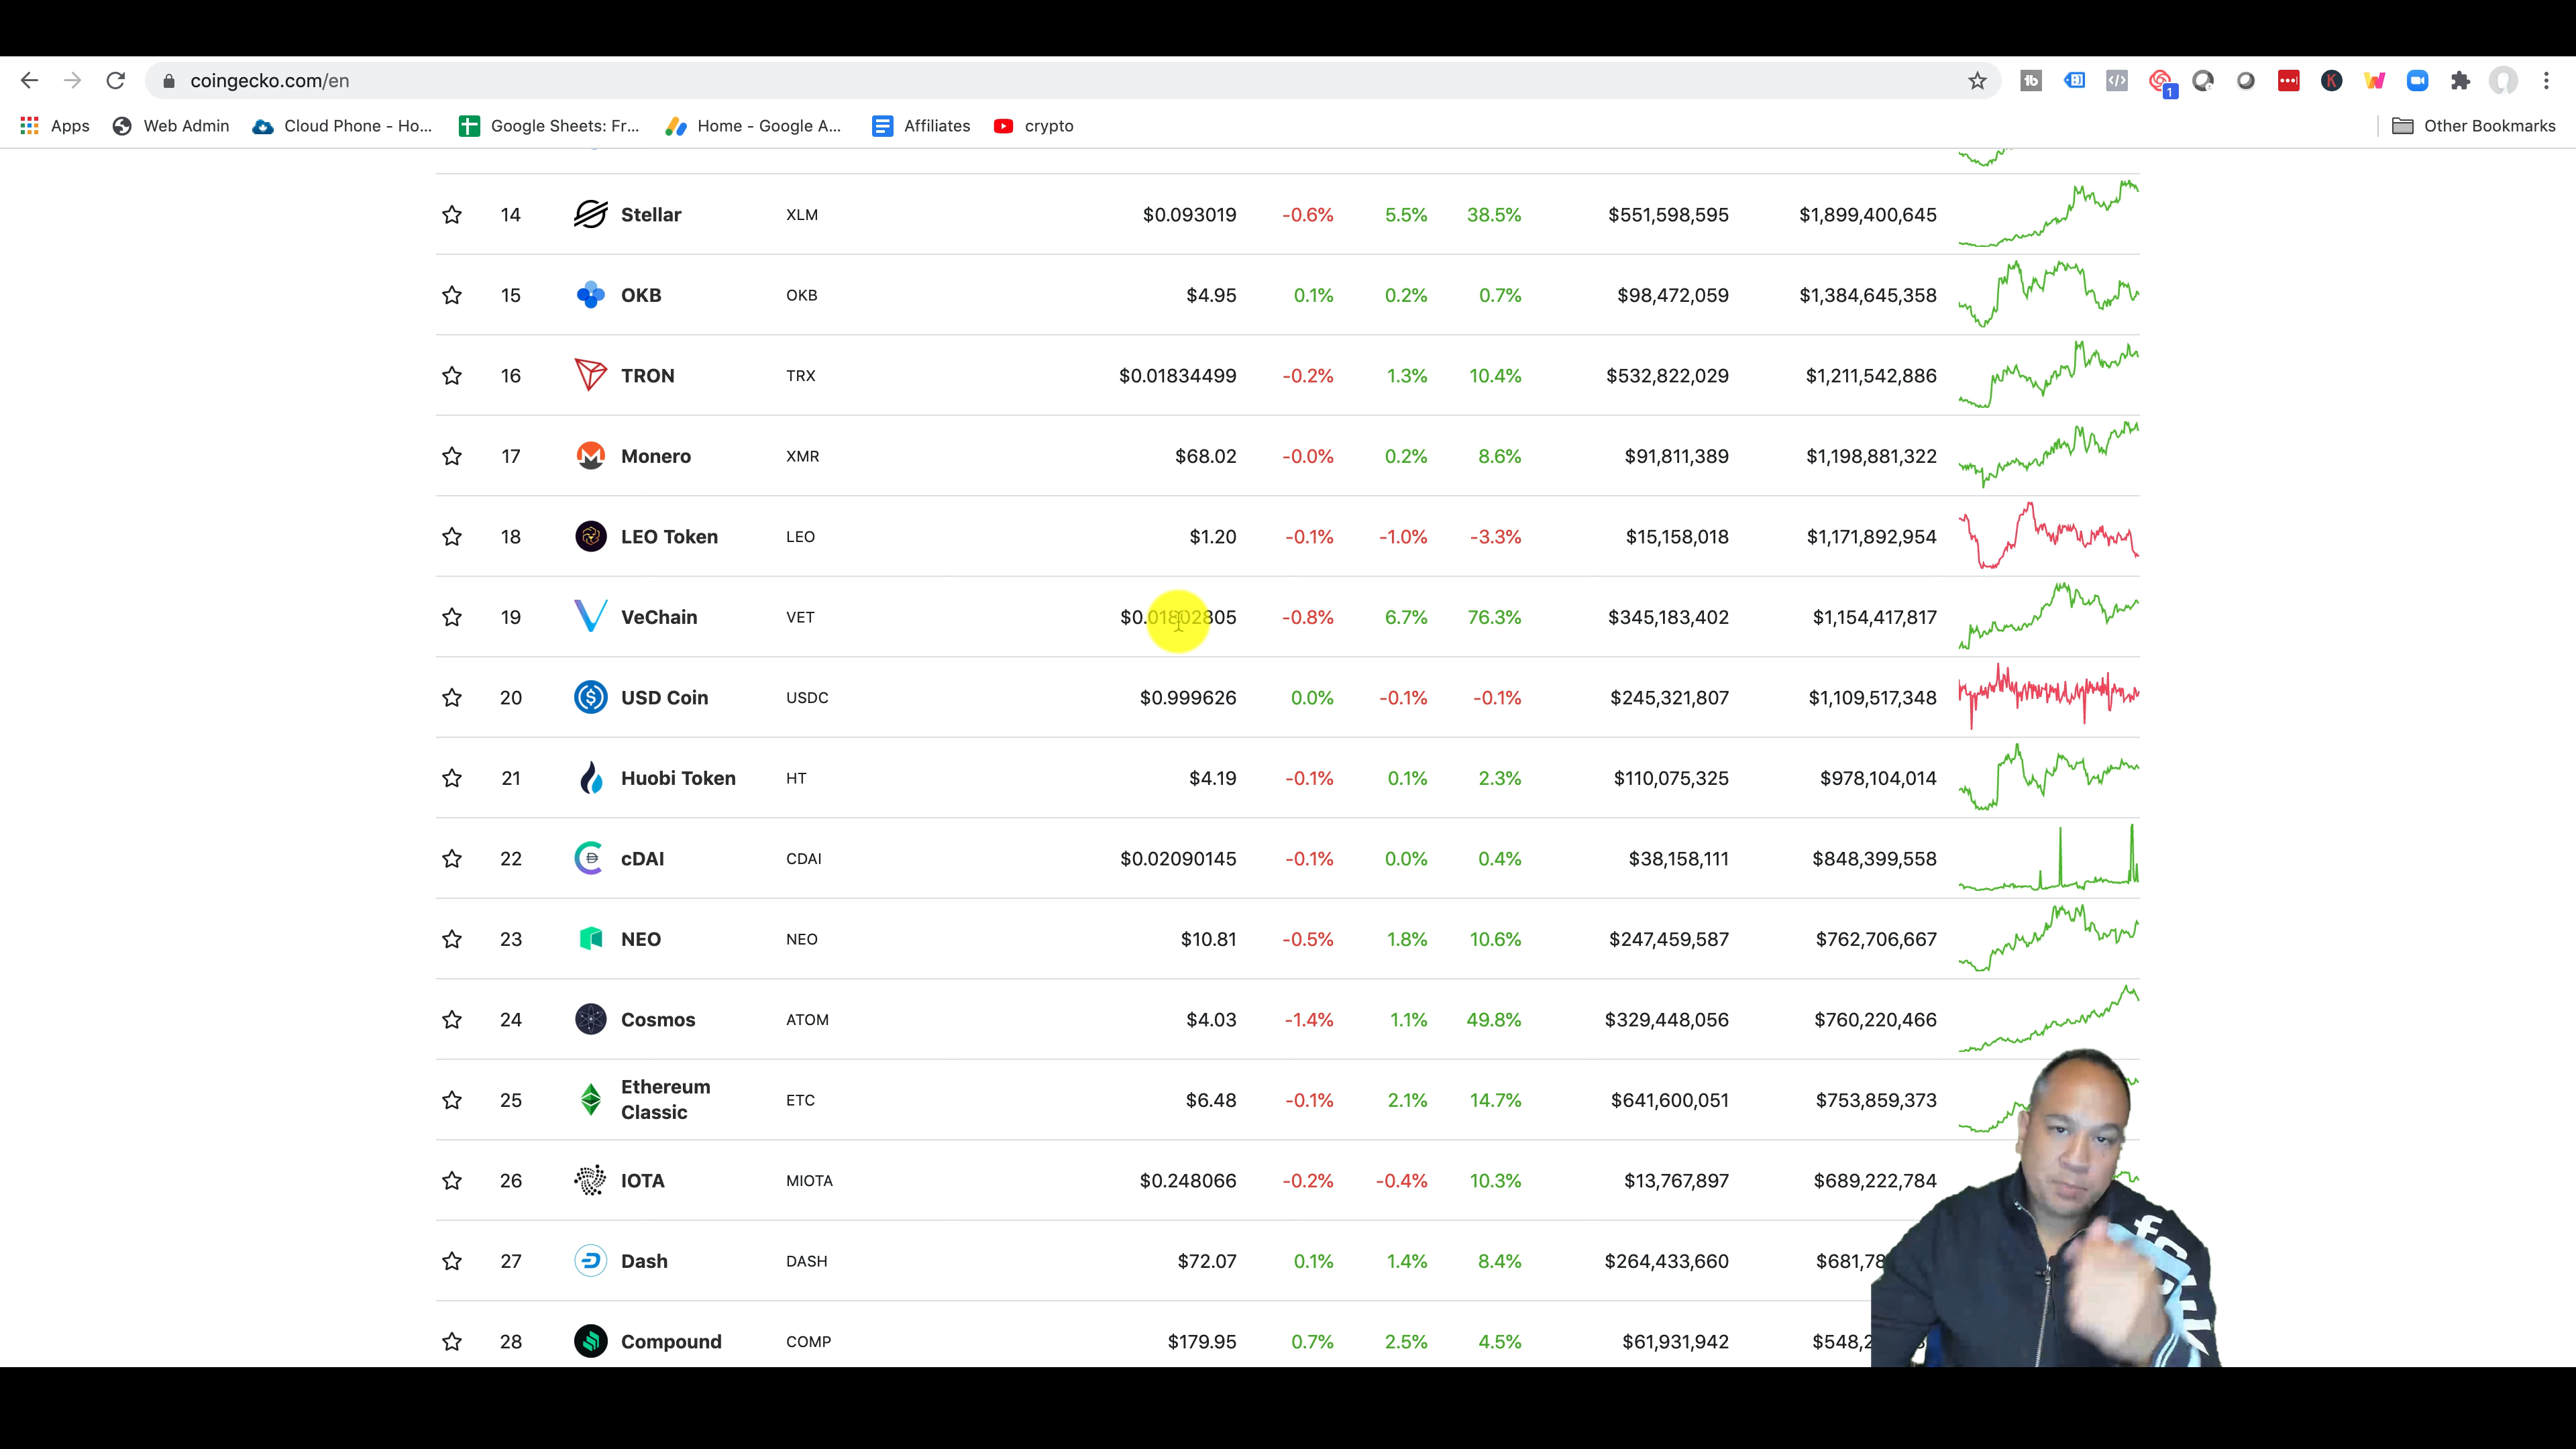 coingecko.com/en
1
Apps Web Admin Cloud Phone - Ho... Google Sheets: Fr... Home - Google A... Affiliates crypto Other Bookmarks
14 Stellar XLM $0.093019 -0.6% 5.5% 38.5% $551,598,595 $1,899,400,645
15 OKB OKB $4.95 0.1% 0.2% 0.7% $98,472,059 $1,384,645,358
16 TRON TRX $0.01834499 -0.2% 1.3% 10.4% $532,822,029 $1,211,542,886
17 Monero XMR $68.02 -0.0% 0.2% 8.6% $91,811,389 $1,198,881,322
18 LEO Token LEO $1.20 -0.1% -1.0% -3.3% $15,158,018 $1,171,892,954
19 VeChain VET $0.01802805 -0.8% 6.7% 76.3% $345,183,402 $1,154,417,817
20 USD Coin USDC $0.999626 0.0% -0.1% -0.1% $245,321,807 $1,109,517,348
21 Huobi Token HT $4.19 -0.1% 0.1% 2.3% $110,075,325 $978,104,014
22 cDAI CDAI $0.02090145 -0.1% 0.0% 0.4% $38,158,111 $848,399,558
23 NEO NEO $10.81 -0.5% 1.8% 10.6% $247,459,587 $762,706,667
24 Cosmos ATOM $4.03 -1.4% 1.1% 49.8% $329,448,056 $760,220,466
25 Ethereum Classic ETC $6.48 -0.1% 2.1% 14.7% $641,600,051 $753,859,373
26 IOTA MIOTA $0.248066 -0.2% -0.4% 10.3% $13,767,897 $689,222,784
27 Dash DASH $72.07 0.1% 1.4% 8.4% $264,433,660
28 Compound COMP $179.95 0.7% 2.5% 4.5% $61,931,942